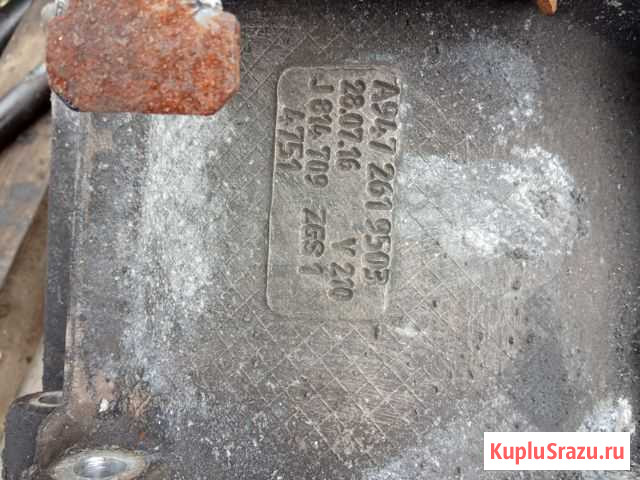 A947 261 9503
28.07.16 V 210
J 814 709 ZGS 1
4751
KupluSrazu.ru